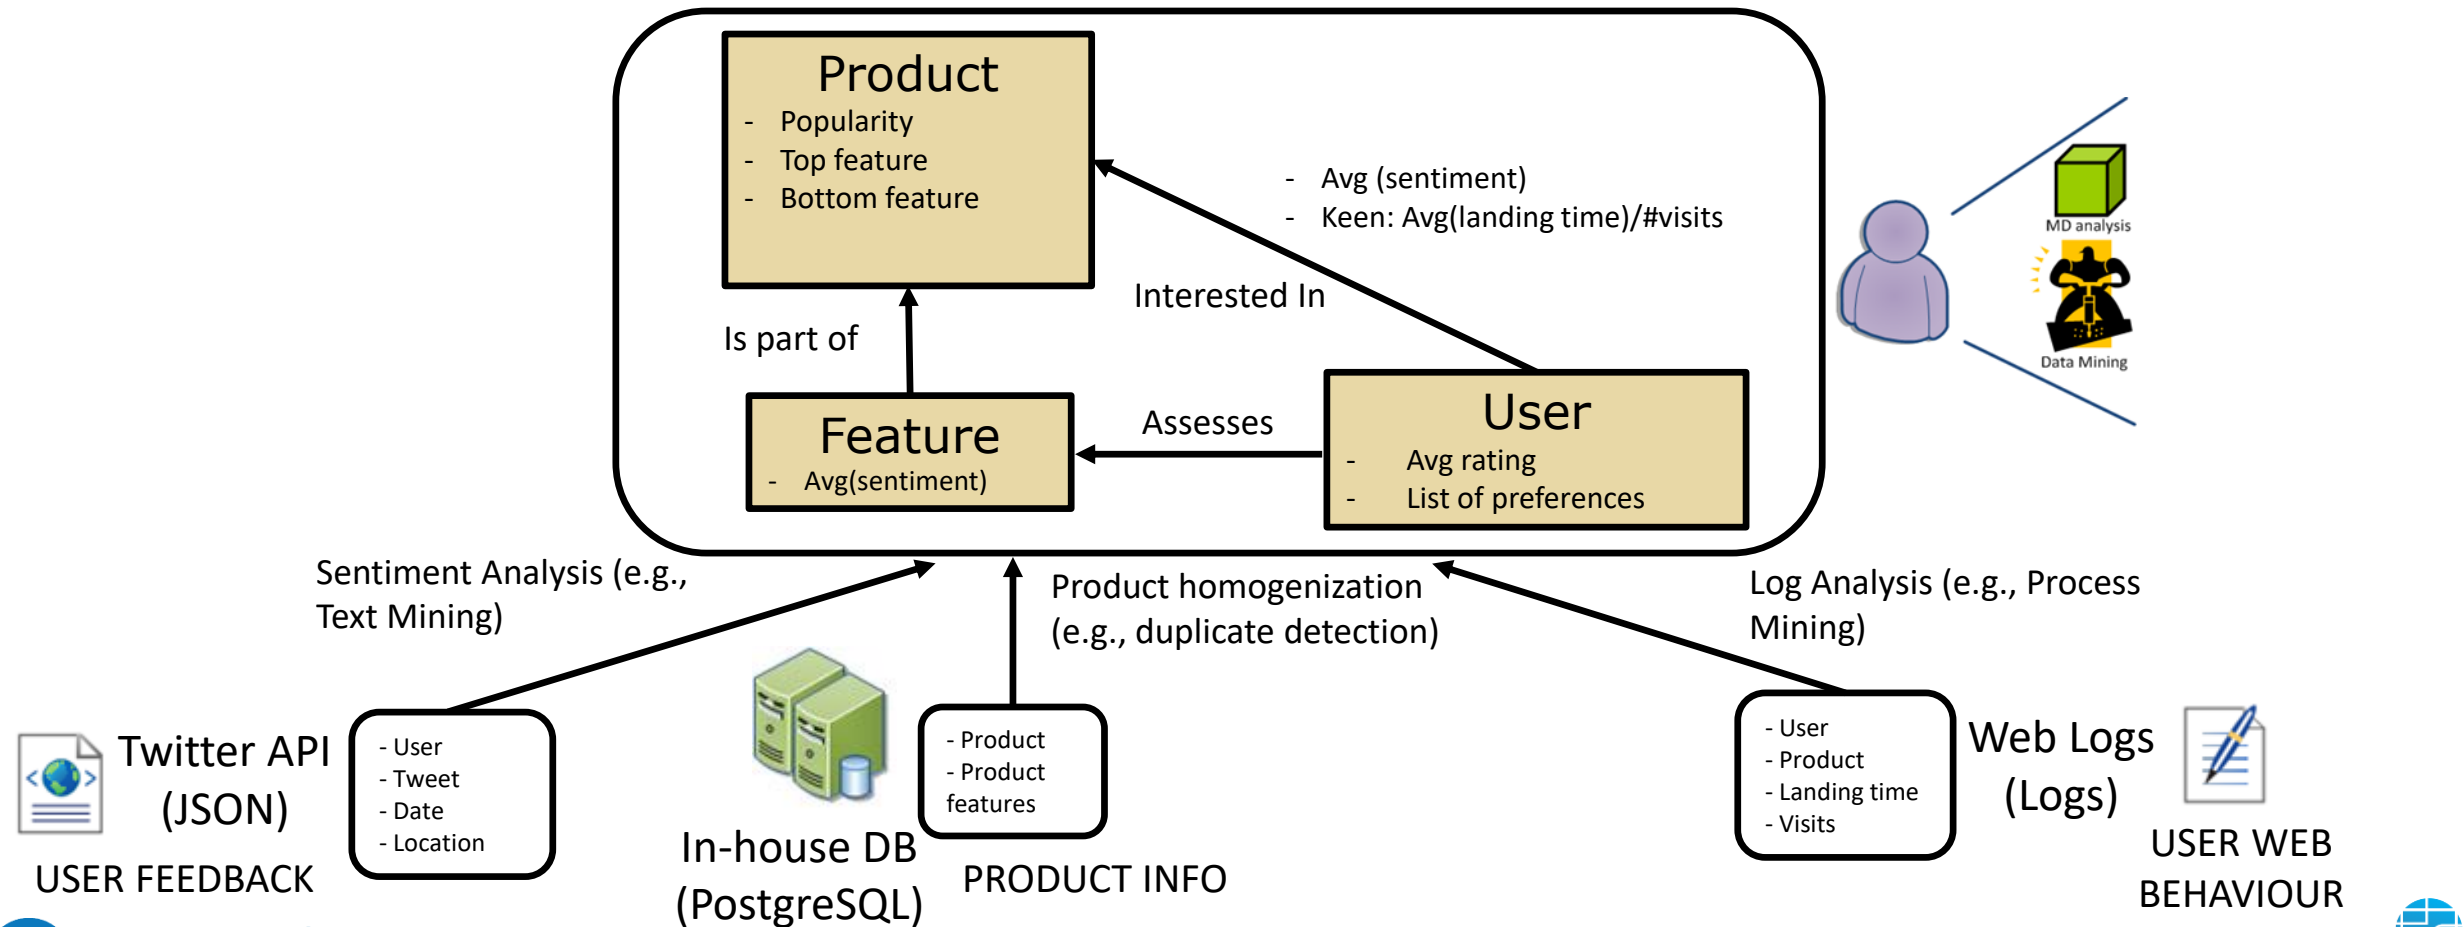 Product
- Popularity
- Top feature
- Bottom feature
- Avg (sentiment)
- Keen: Avg(landing time)/#visits
Interested In
Is part of
Feature
- Avg(sentiment)
Assesses
User
- Avg rating
- List of preferences
MD analysis
Data Mining
Sentiment Analysis (e.g.,
Text Mining)
Product homogenization
(e.g., duplicate detection)
Log Analysis (e.g., Process
Mining)
Twitter API
(JSON)
USER FEEDBACK
- User
- Tweet
- Date
- Location
In-house DB
(PostgreSQL)
- Product
- Product
features
PRODUCT INFO
- User
- Product
- Landing time
- Visits
Web Logs
(Logs)
USER WEB
BEHAVIOUR